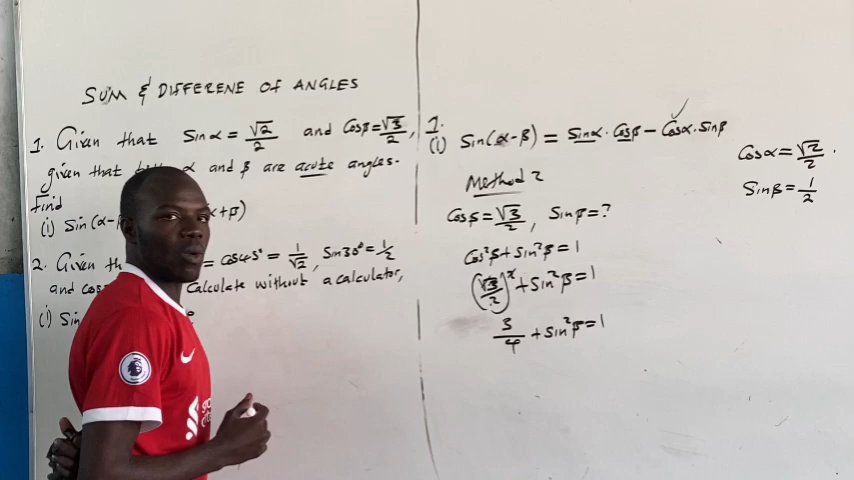 SUM & DIFFERENE OF ANGLES
1. Given that Sinα = √2/2 and Cosβ = √3/2,
given that α and β are acute angles.
find
(i) Sin(α-β α+β)
2. Given th = cos45° = 1/√2, Sin30° = 1/2
and cos Calculate without a calculator,
(i) Sin
1.
(i) Sin(α-β) = Sinα · Cosβ - Cosα · Sinβ
Method 2
Cosβ = √3/2, Sinβ = ?
Cos²β + Sin²β = 1
(√3/2)² + Sin²β = 1
3/4 + Sin²β = 1
Cosα = √2/2 .
Sinβ = 1/2